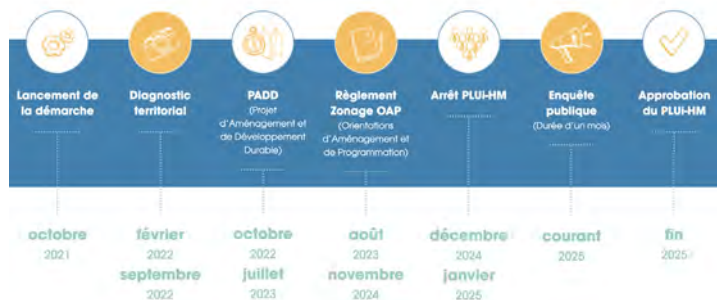 Lancement de
la démarche
Diagnostic
territorial
PADD
(Projet
d'Aménagement et
de Développement
Durable)
Règlement
Zonage OAP
(Orientations
d'Aménagement et
de Programmation)
Arrêt PLUi-HM
Enquête
publique
(Durée d'un mois)
Approbation
du PLUi-HM
octobre
2021
février
2022
septembre
2022
octobre
2022
juillet
2023
août
2023
novembre
2024
décembre
2024
janvier
2025
courant
2025
fin
2025